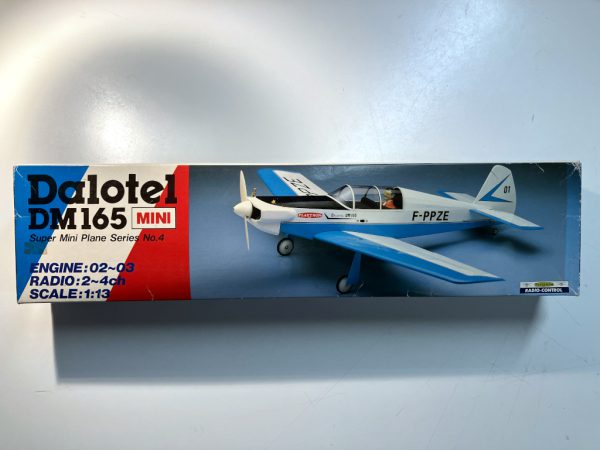 Dalotel
DM165 MINI
Super Mini Plane Series No.4
ENGINE:02~03
RADIO:2~4ch
SCALE:1:13
PPZE
F-PPZE
01
RADIO-CONTROL